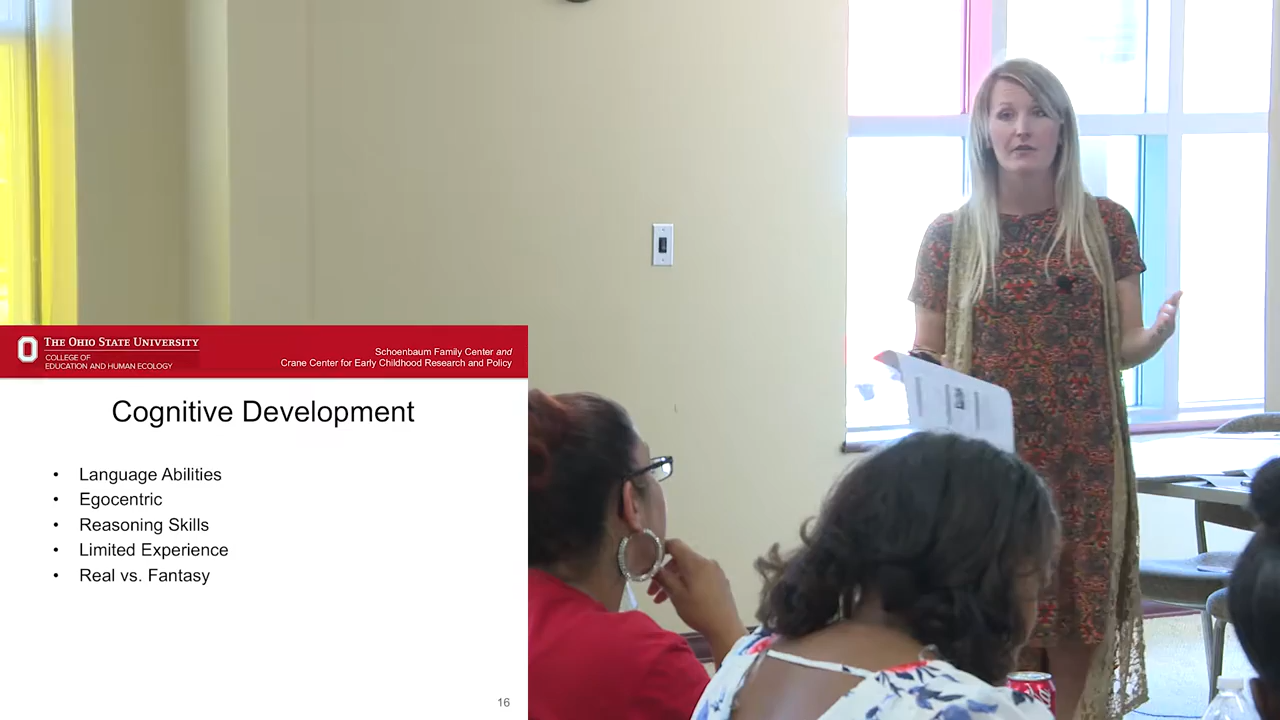 THE OHIO STATE UNIVERSITY
COLLEGE OF
EDUCATION AND HUMAN ECOLOGY
Schoenbaum Family Center and
Crane Center for Early Childhood Research and Policy
Cognitive Development
• Language Abilities
• Egocentric
• Reasoning Skills
• Limited Experience
• Real vs. Fantasy
16